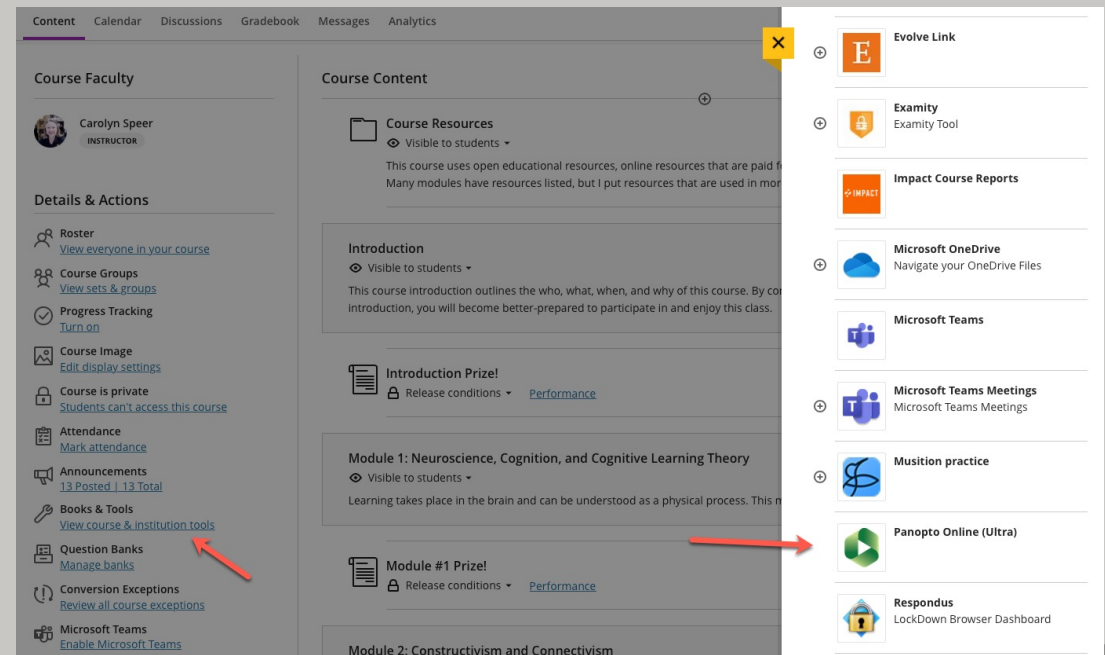 Content Calendar Discussions Gradebook Messages Analytics
Course Faculty
Carolyn Speer
INSTRUCTOR
Details & Actions
Roster
View everyone in your course
Course Groups
View sets & groups
Progress Tracking
Turn on
Course Image
Edit display settings
Course is private
Students can't access this course
Attendance
Mark attendance
Announcements
13 Posted | 13 Total
Books & Tools
View course & institution tools
Question Banks
Manage banks
Conversion Exceptions
Review all course exceptions
Microsoft Teams
Enable Microsoft Teams
Course Content
Course Resources
Visible to students
This course uses open educational resources, online resources that are paid
Many modules have resources listed, but I put resources that are used in
Introduction
Visible to students
This course introduction outlines the who, what, when, and why of this course. By
introduction, you will become better-prepared to participate in and enjoy this class.
Introduction Prize!
Release conditions Performance
Module 1: Neuroscience, Cognition, and Cognitive Learning Theory
Visible to students
Learning takes place in the brain and can be understood as a physical process. This
Module #1 Prize!
Release conditions Performance
Module 2: Constructivism and Connectivism
E
Evolve Link
Examity
Examity Tool
IMPACT
Impact Course Reports
Microsoft OneDrive
Navigate your OneDrive Files
T
Microsoft Teams
T
Microsoft Teams Meetings
Microsoft Teams Meetings
Musition practice
Panopto Online (Ultra)
Respondus
LockDown Browser Dashboard